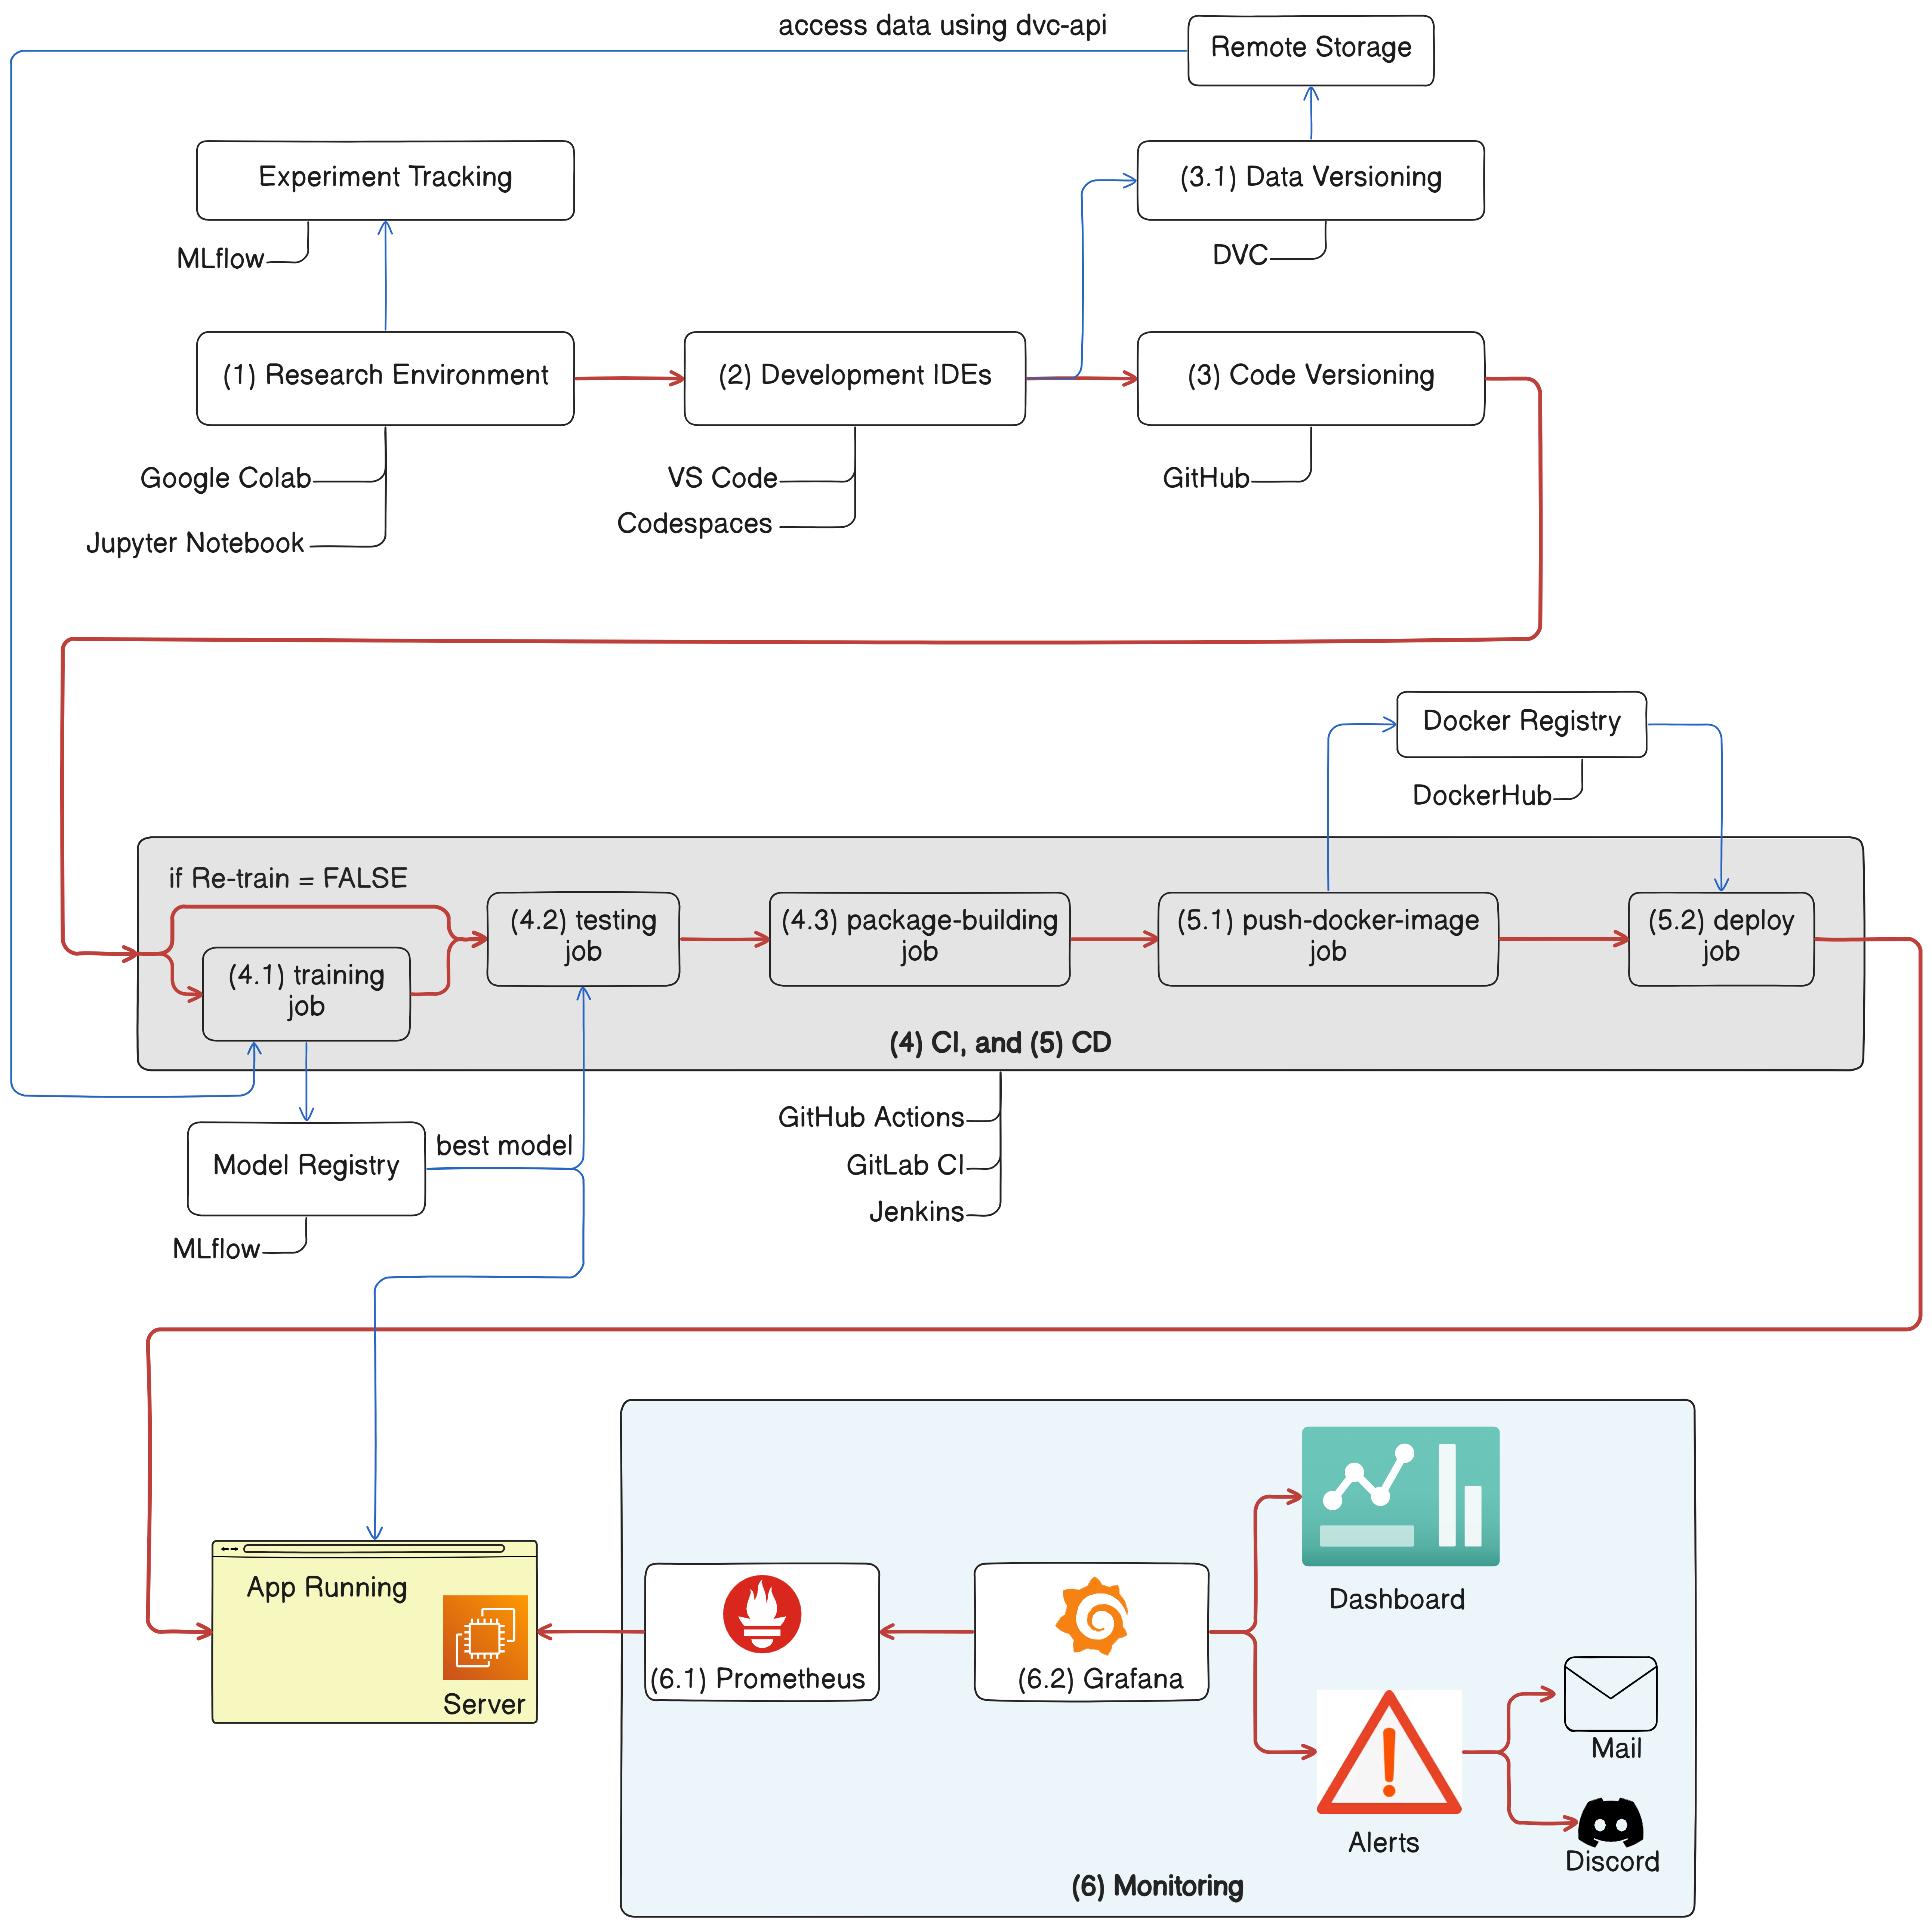 access data using dvc-api
Remote Storage
Experiment Tracking
MLflow
(3.1) Data Versioning
DVC
(1) Research Environment
Google Colab
Jupyter Notebook
(2) Development IDEs
VS Code
Codespaces
(3) Code Versioning
GitHub
Docker Registry
DockerHub
if Re-train = FALSE
(4.1) training
job
(4.2) testing
job
(4.3) package-building
job
(5.1) push-docker-image
job
(5.2) deploy
job
(4) CI, and (5) CD
GitHub Actions
GitLab CI
Jenkins
Model Registry
best model
MLflow
App Running
Server
(6.1) Prometheus
(6.2) Grafana
Dashboard
Alerts
Mail
Discord
(6) Monitoring